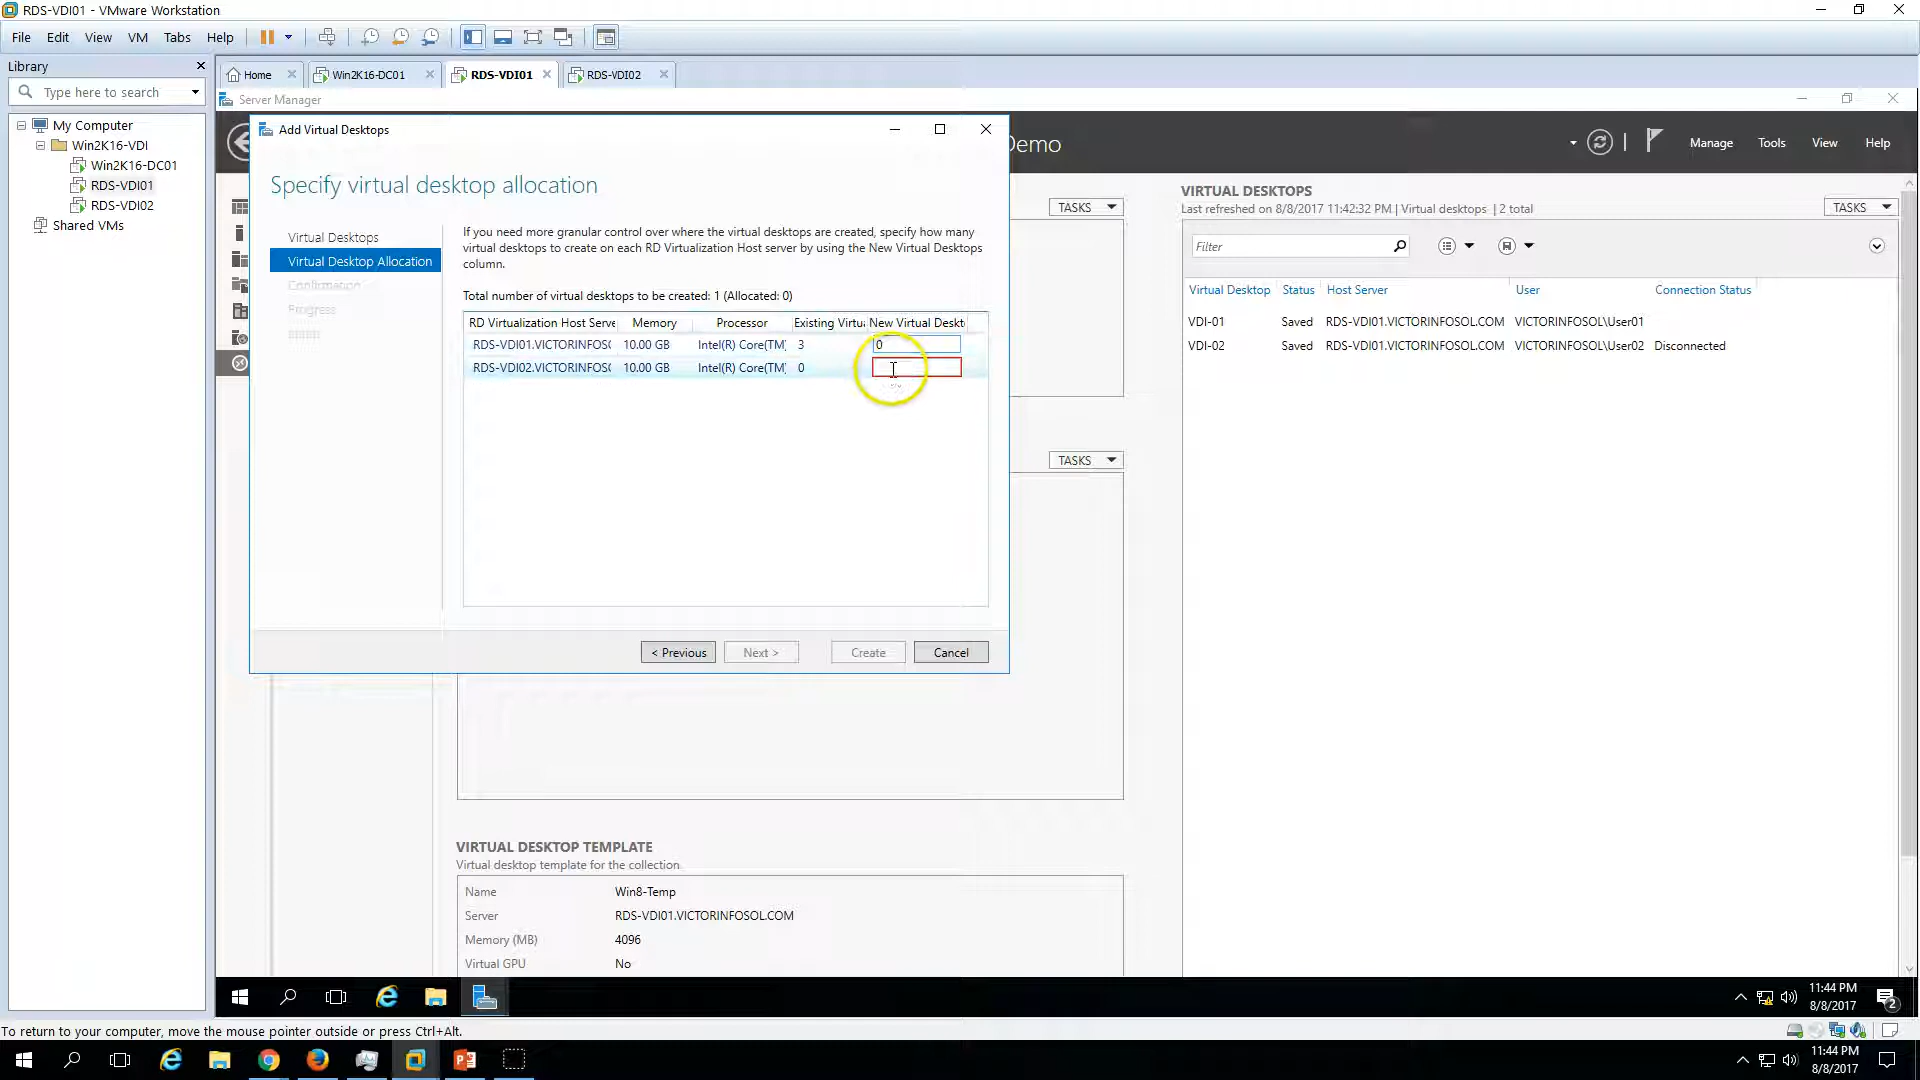 RDS-VDI01 - VMware Workstation
File Edit View VM Tabs Help
Library
Type here to search
My Computer
Win2K16-VDI
Win2K16-DC01
RDS-VDI01
RDS-VDI02
Shared VMs
Home
Win2K16-DC01
RDS-VDI01
RDS-VDI02
Server Manager
Demo
Manage Tools View Help
Add Virtual Desktops
Specify virtual desktop allocation
Virtual Desktops
Virtual Desktop Allocation
Confirmation
Progress
If you need more granular control over where the virtual desktops are created, specify how many
virtual desktops to create on each RD Virtualization Host server by using the New Virtual Desktops
column.
Total number of virtual desktops to be created: 1 (Allocated: 0)
RD Virtualization Host Serve Memory Processor Existing Virtua New Virtual Deskt
RDS-VDI01.VICTORINFOSO 10.00 GB Intel(R) Core(TM) 3 0
RDS-VDI02.VICTORINFOSO 10.00 GB Intel(R) Core(TM) 0
< Previous Next > Create Cancel
TASKS
TASKS
VIRTUAL DESKTOPS
Last refreshed on 8/8/2017 11:42:32 PM | Virtual desktops | 2 total
TASKS
Filter
Virtual Desktop Status Host Server User Connection Status
VDI-01 Saved RDS-VDI01.VICTORINFOSOL.COM VICTORINFOSOL\User01
VDI-02 Saved RDS-VDI01.VICTORINFOSOL.COM VICTORINFOSOL\User02 Disconnected
VIRTUAL DESKTOP TEMPLATE
Virtual desktop template for the collection.
Name Win8-Temp
Server RDS-VDI01.VICTORINFOSOL.COM
Memory (MB) 4096
Virtual GPU No
11:44 PM
8/8/2017
2
To return to your computer, move the mouse pointer outside or press Ctrl+Alt.
11:44 PM
8/8/2017